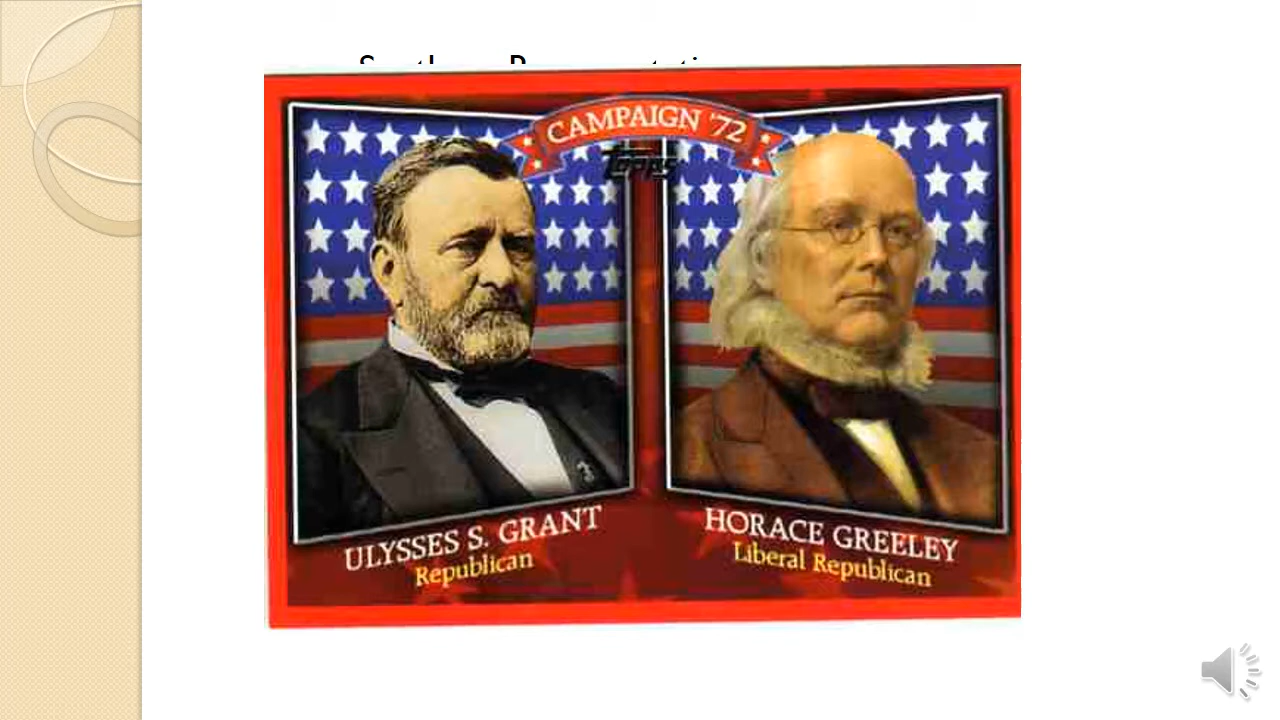 CAMPAIGN '72
Topps
ULYSSES S. GRANT
Republican
HORACE GREELEY
Liberal Republican